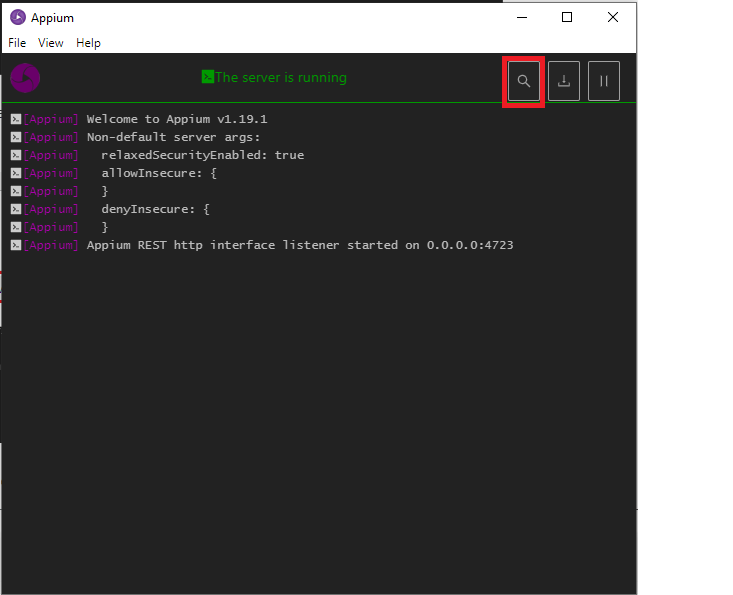 Appium
File View Help
The server is running
[Appium] Welcome to Appium v1.19.1
[Appium] Non-default server args:
[Appium] relaxedSecurityEnabled: true
[Appium] allowInsecure: {
[Appium] }
[Appium] denyInsecure: {
[Appium] }
[Appium] Appium REST http interface listener started on 0.0.0.0:4723